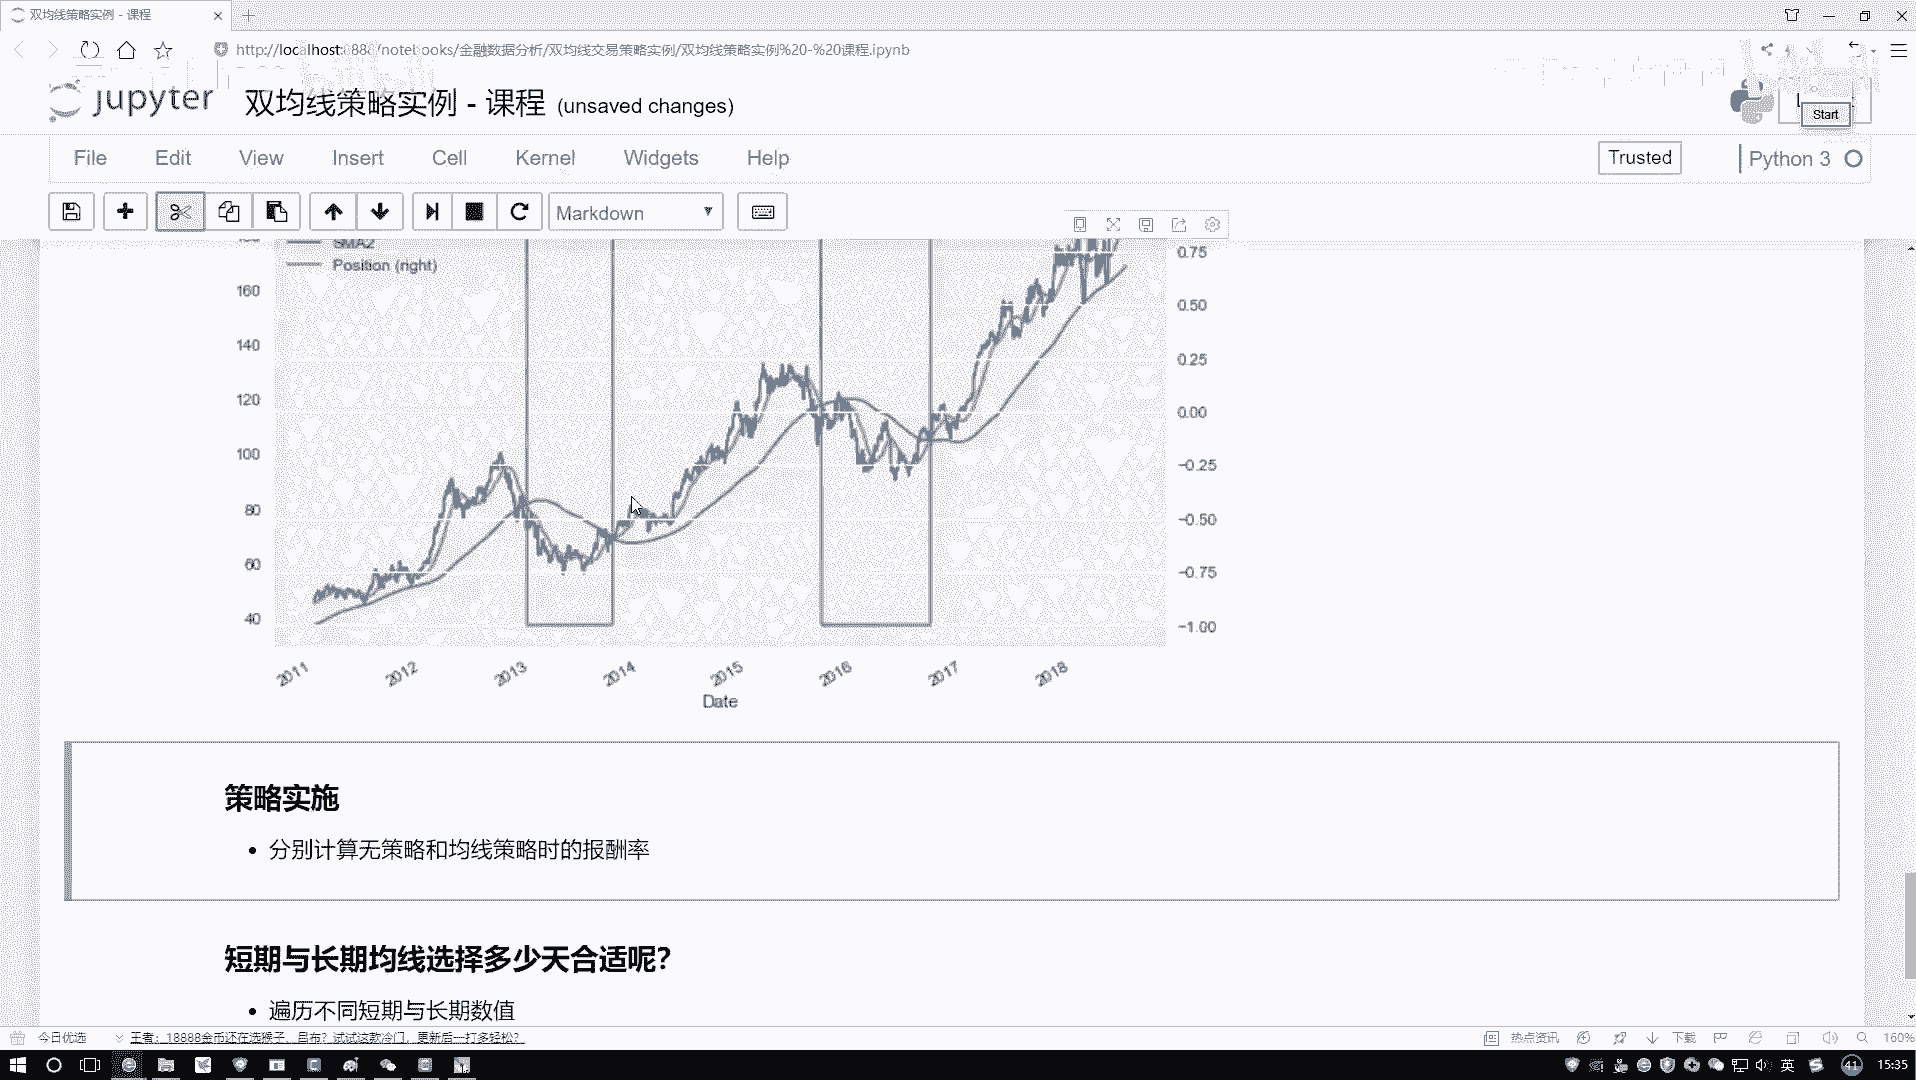 双均线策略实例 - 课程
http://localhost:888/notebooks/金融数据分析/双均线交易策略实例/双均线策略实例%20-%20课程.ipynb
jupyter 双均线策略实例 - 课程 (unsaved changes)
Start
File Edit View Insert Cell Kernel Widgets Help
Trusted Python 3
Markdown
SMA2
Position (right)
160
140
120
100
80
60
40
0.75
0.50
0.25
0.00
−0.25
−0.50
−0.75
−1.00
2011 2012 2013 2014 2015 2016 2017 2018
Date
策略实施
分别计算无策略和均线策略时的报酬率
短期与长期均线选择多少天合适呢?
遍历不同短期与长期数值
今日优选 王者：18888金币还在选猴子、吕布？试试这款冷门，更新后一打多轻松？
热点资讯 下载 160%
英 41 15:35